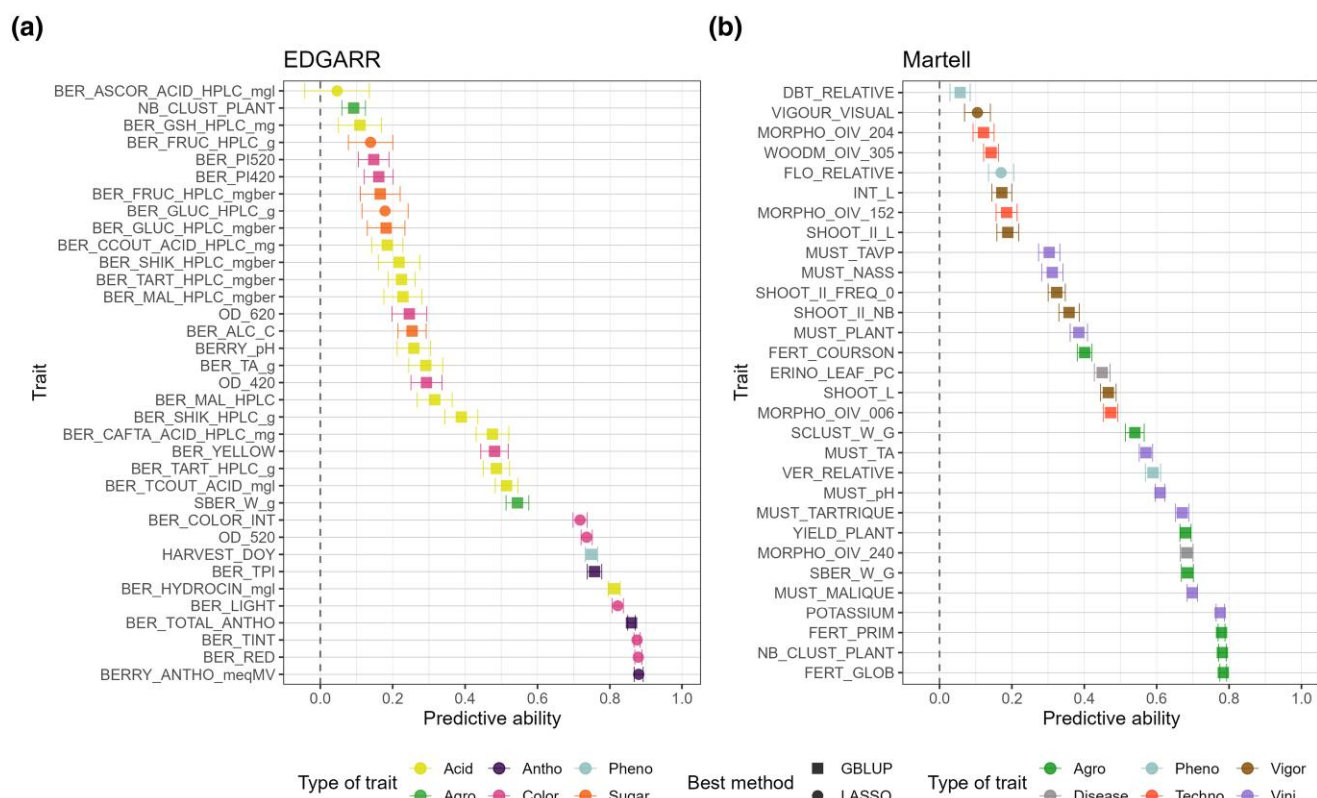 (a)
EDGARR
BER_ASCOR_ACID_HPLC_mgl
NB_CLUST_PLANT
BER_GSH_HPLC_mg
BER_FRUC_HPLC_g
BER_PI520
BER_PI420
BER_FRUC_HPLC_mgber
BER_GLUC_HPLC_g
BER_GLUC_HPLC_mgber
BER_CCOUT_ACID_HPLC_mg
BER_SHIK_HPLC_mgber
BER_TART_HPLC_mgber
BER_MAL_HPLC_mgber
OD_620
BER_ALC_C
BERRY_pH
BER_TA_g
OD_420
BER_MAL_HPLC
BER_SHIK_HPLC_g
BER_CAFTA_ACID_HPLC_mg
BER_YELLOW
BER_TART_HPLC_g
BER_TCOUT_ACID_mgl
SBER_W_g
BER_COLOR_INT
OD_520
HARVEST_DOY
BER_TPI
BER_HYDROCIN_mgl
BER_LIGHT
BER_TOTAL_ANTHO
BER_TINT
BER_RED
BERRY_ANTHO_meqMV
Trait
0.0 0.2 0.4 0.6 0.8 1.0
Predictive ability
(b)
Martell
DBT_RELATIVE
VIGOUR_VISUAL
MORPHO_OIV_204
WOODM_OIV_305
FLO_RELATIVE
INT_L
MORPHO_OIV_152
SHOOT_II_L
MUST_TAVP
MUST_NASS
SHOOT_II_FREQ_0
SHOOT_II_NB
MUST_PLANT
FERT_COURSON
ERINO_LEAF_PC
SHOOT_L
MORPHO_OIV_006
SCLUST_W_G
MUST_TA
VER_RELATIVE
MUST_pH
MUST_TARTRIQUE
YIELD_PLANT
MORPHO_OIV_240
SBER_W_G
MUST_MALIQUE
POTASSIUM
FERT_PRIM
NB_CLUST_PLANT
FERT_GLOB
Trait
0.0 0.2 0.4 0.6 0.8 1.0
Predictive ability
Type of trait
Acid Antho Pheno
Agro Color Sugar
Best method
GBLUP
LASSO
Type of trait
Agro Pheno Vigor
Disease Techno Vini